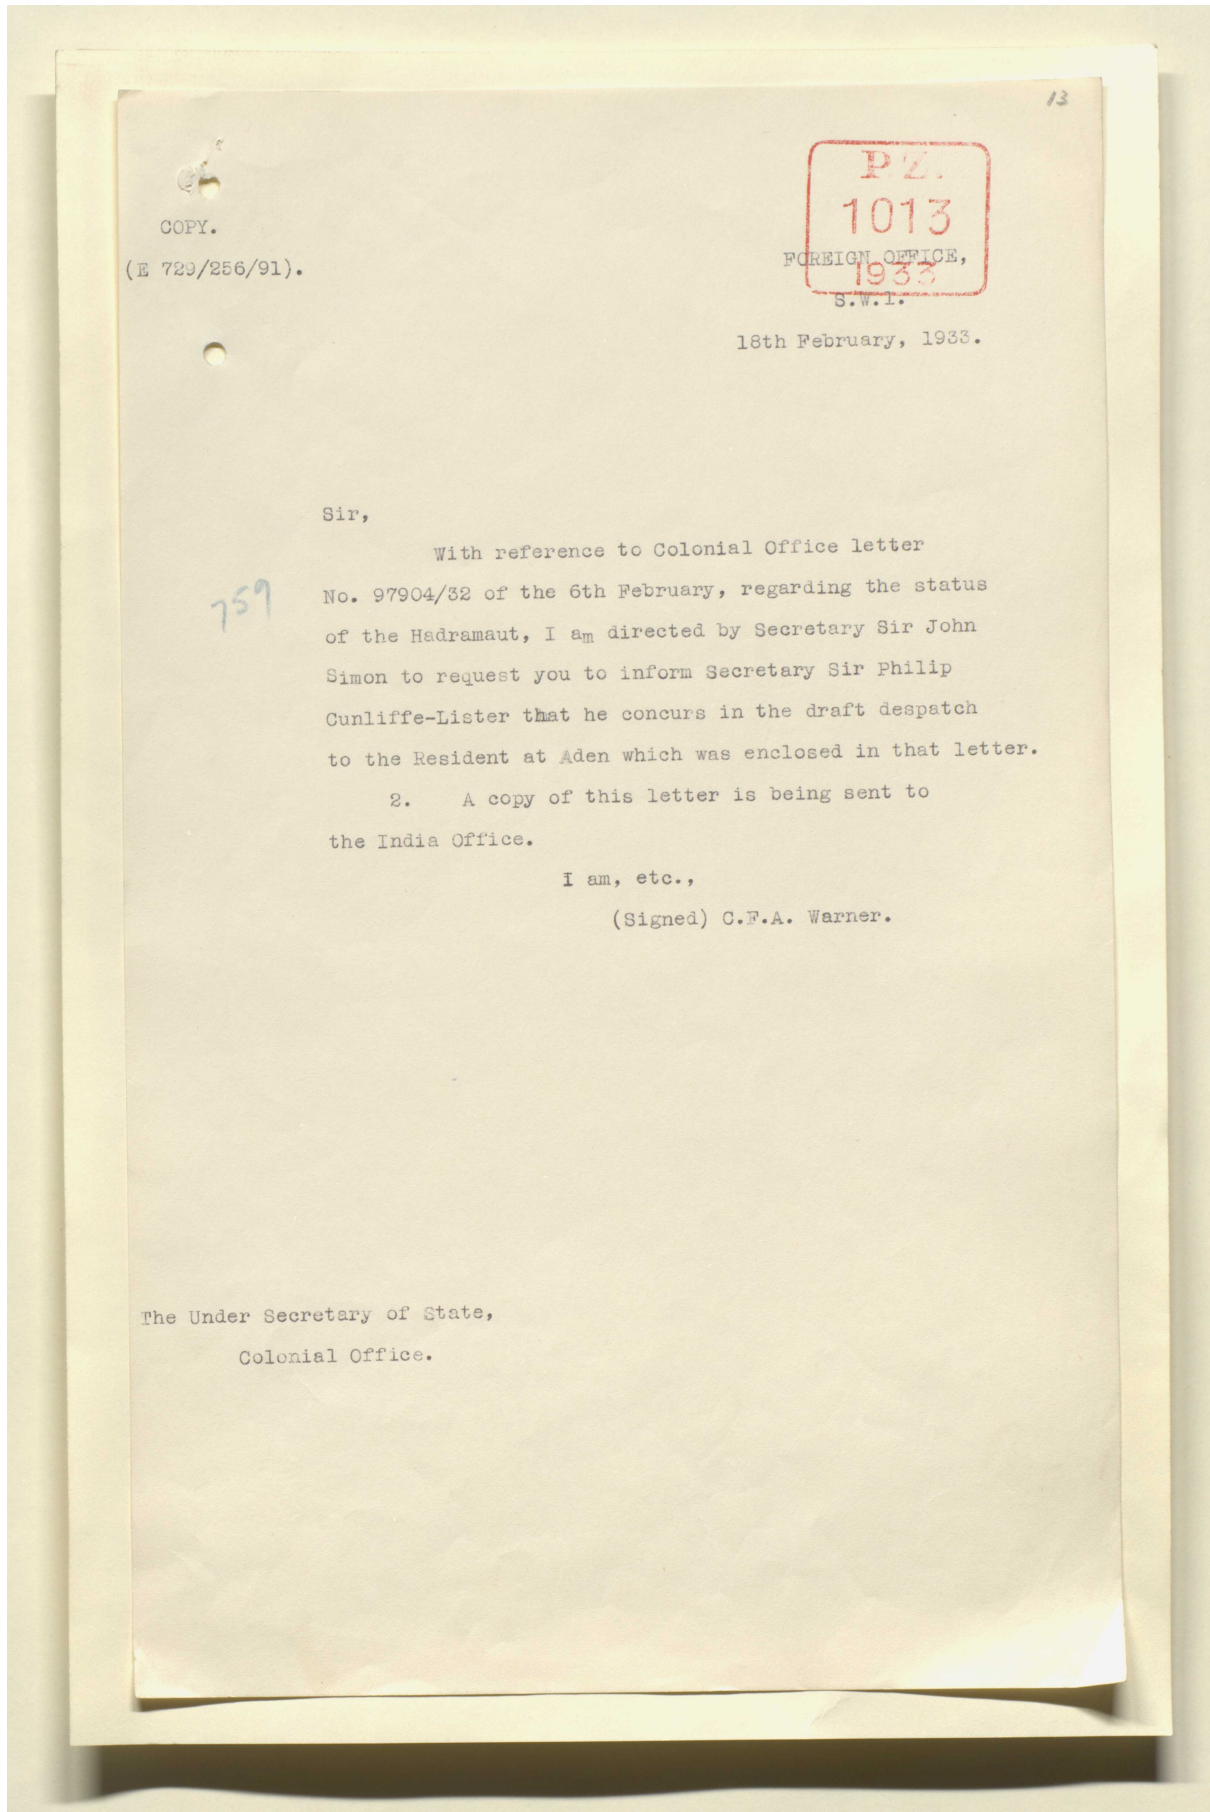 13
P.Z.
1013
1933
COPY.
(E 729/256/91).
FOREIGN OFFICE,
S.W.1.
18th February, 1933.
Sir,
With reference to Colonial Office letter
759
No. 97904/32 of the 6th February, regarding the status
of the Hadramaut, I am directed by Secretary Sir John
Simon to request you to inform Secretary Sir Philip
Cunliffe-Lister that he concurs in the draft despatch
to the Resident at Aden which was enclosed in that letter.
2. A copy of this letter is being sent to
the India Office.
I am, etc.,
(Signed) C.F.A. Warner.
The Under Secretary of State,
Colonial Office.